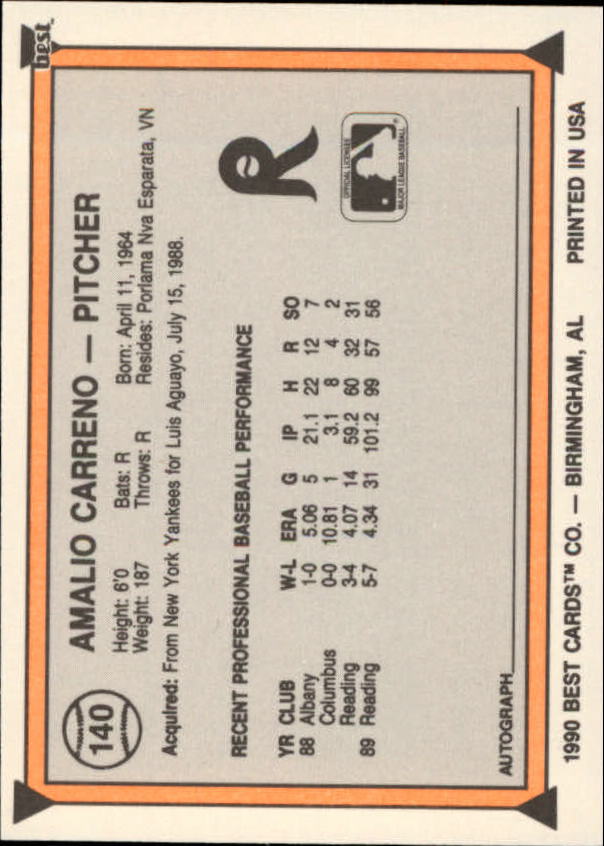 best
140
AMALIO CARRENO — PITCHER
Height: 6'0 Bats: R Born: April 11, 1964
Weight: 187 Throws: R Resides: Porlama Nva Esparata, VN
Acquired: From New York Yankees for Luis Aguayo, July 15, 1988.
RECENT PROFESSIONAL BASEBALL PERFORMANCE
YR CLUB W-L ERA G IP H R SO
88 Albany 1-0 5.06 5 21.1 22 12 7
Columbus 0-0 10.81 1 3.1 8 4 2
Reading 3-4 4.07 14 59.2 60 32 31
89 Reading 5-7 4.34 31 101.2 99 57 56
R
OFFICIAL LICENSEE
MAJOR LEAGUE BASEBALL
®
AUTOGRAPH
1990 BEST CARDS™ CO. — BIRMINGHAM, AL PRINTED IN USA